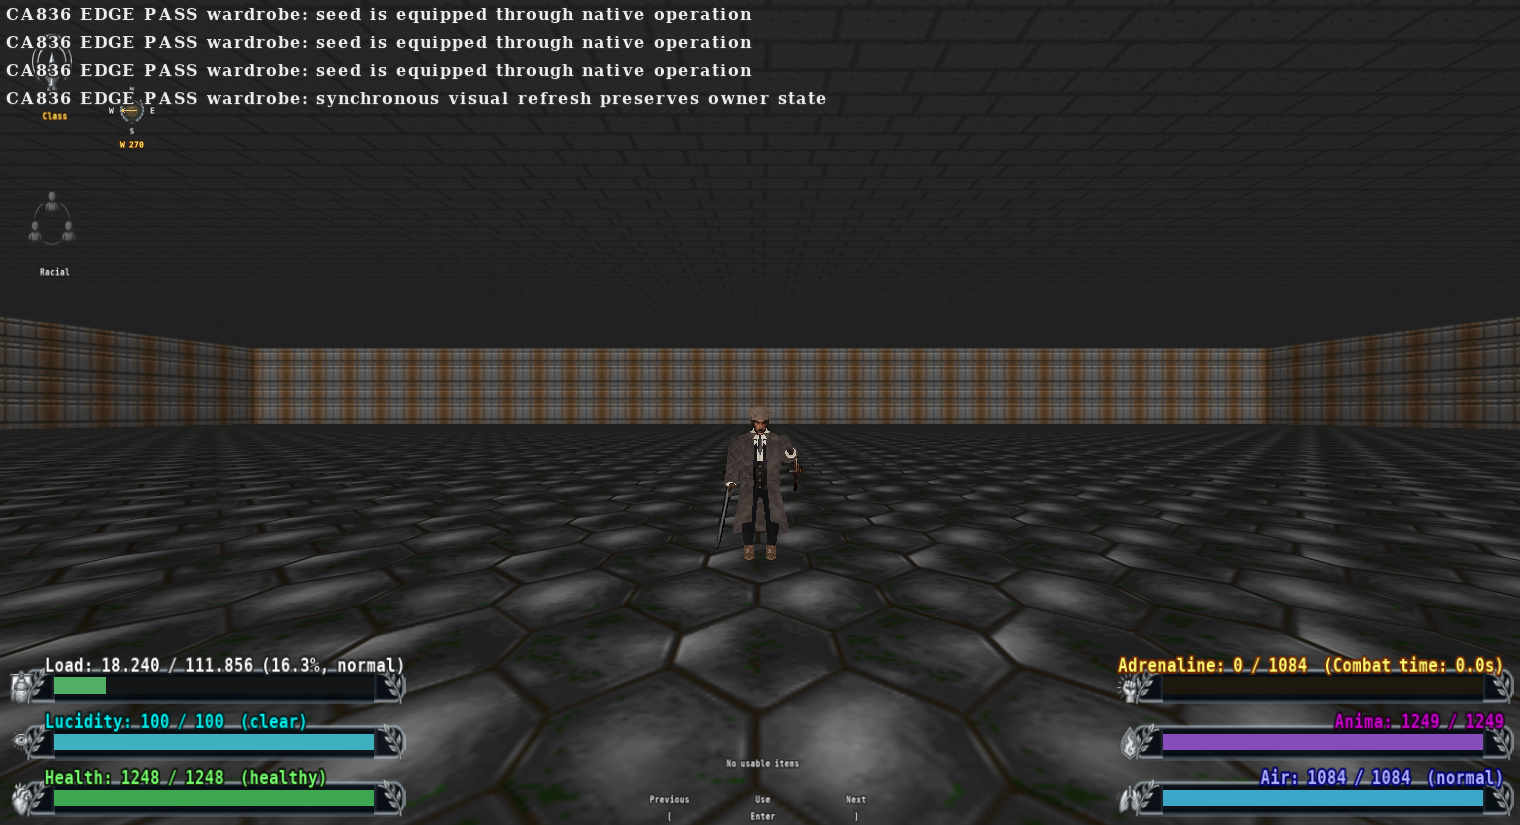 CA836 EDGE PASS wardrobe: seed is equipped through native operation
CA836 EDGE PASS wardrobe: seed is equipped through native operation
CA836 EDGE PASS wardrobe: seed is equipped through native operation
CA836 EDGE PASS wardrobe: synchronous visual refresh preserves owner state
Class
W E
S
W 270
Racial
Load: 18.240 / 111.856 (16.3%, normal)
Adrenaline: 0 / 1084 (Combat time: 0.0s)
Lucidity: 100 / 100 (clear)
Anima: 1249 / 1249
Health: 1248 / 1248 (healthy)
Air: 1084 / 1084 (normal)
No usable items
Previous Use Next
[ Enter ]